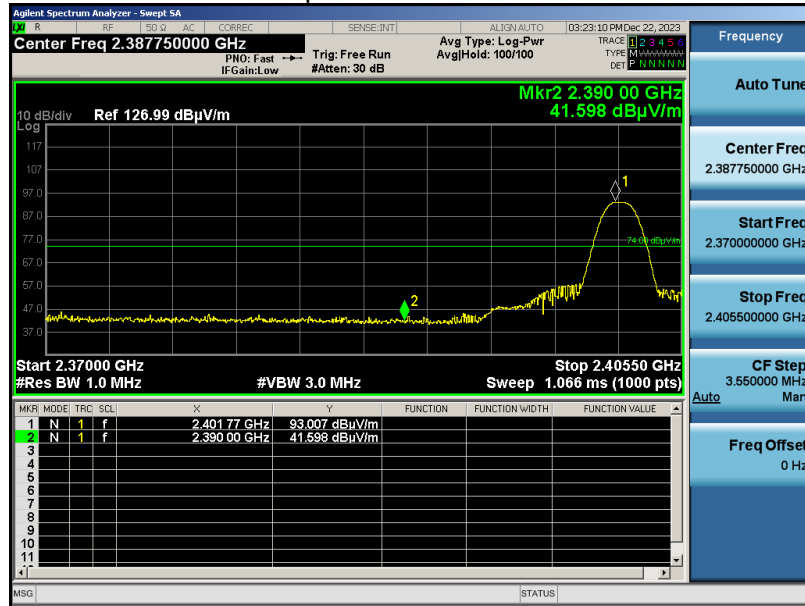 Agilent Spectrum Analyzer - Swept SA
LXI R RF 50 Ω AC CORREC SENSE:INT ALIGN AUTO 03:23:10 PM Dec 22, 2023
Center Freq 2.387750000 GHz
PNO: Fast
IFGain:Low
Trig: Free Run
#Atten: 30 dB
Avg Type: Log-Pwr
Avg|Hold: 100/100
TRACE 1 2 3 4 5 6
TYPE M
DET P N N N N N
Mkr2 2.390 00 GHz
41.598 dBµV/m
10 dB/div Ref 126.99 dBµV/m
Log
117
107
97.0
87.0
77.0
67.0
57.0
47.0
37.0
1
2
74.00 dBµV/m
Start 2.37000 GHz Stop 2.40550 GHz
#Res BW 1.0 MHz #VBW 3.0 MHz Sweep 1.066 ms (1000 pts)
MKR MODE TRC SCL X Y FUNCTION FUNCTION WIDTH FUNCTION VALUE
1 N 1 f 2.401 77 GHz 93.007 dBµV/m
2 N 1 f 2.390 00 GHz 41.598 dBµV/m
3
4
5
6
7
8
9
10
11
MSG STATUS
Frequency
Auto Tune
Center Freq
2.387750000 GHz
Start Freq
2.370000000 GHz
Stop Freq
2.405500000 GHz
CF Step
3.550000 MHz
Auto Man
Freq Offset
0 Hz